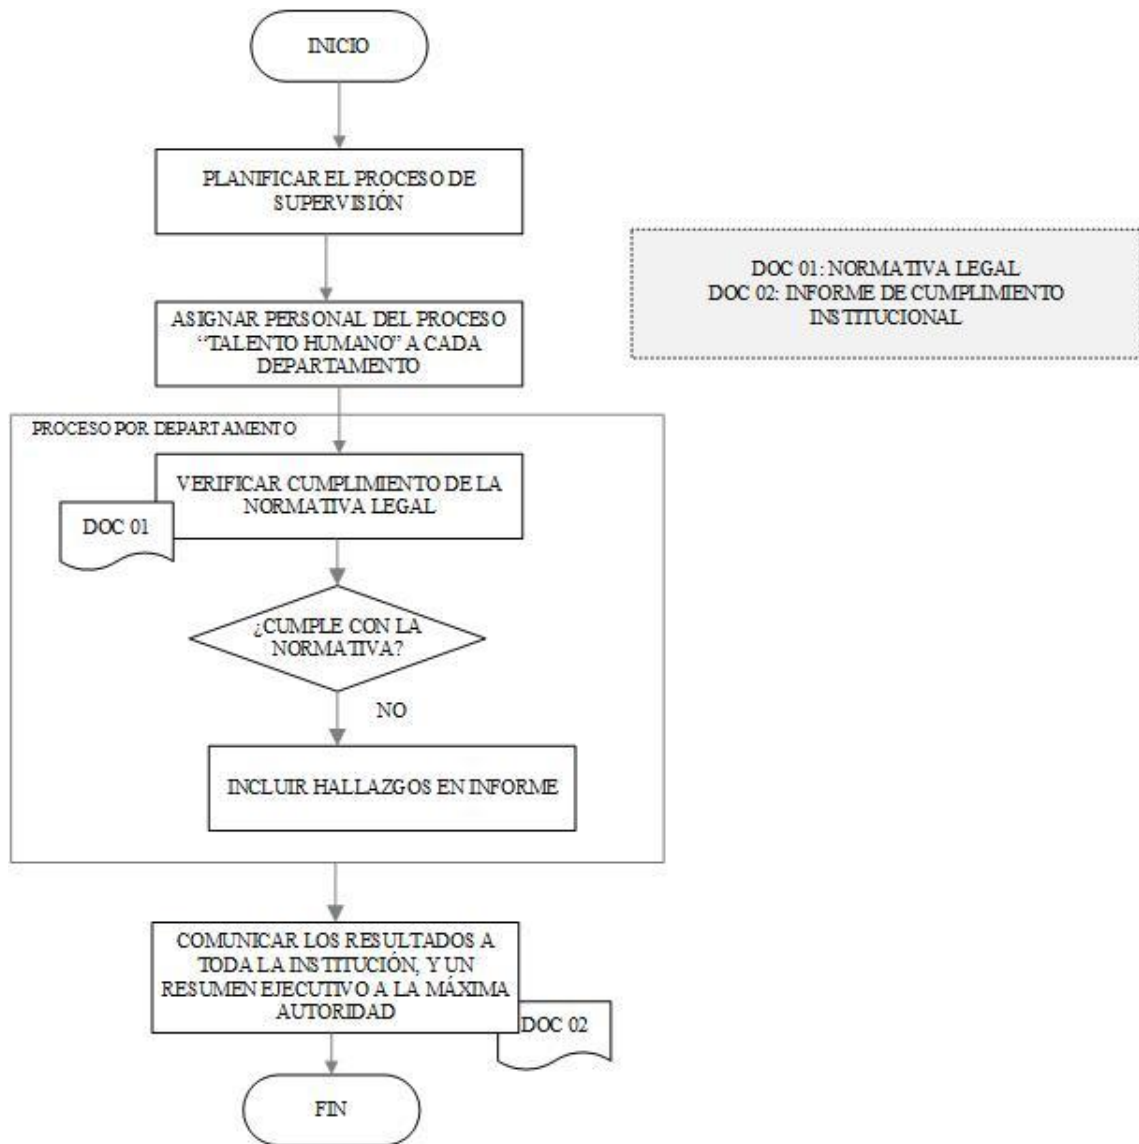 INICIO
PLANIFICAR EL PROCESO DE
SUPERVISIÓN
DOC 01: NORMATIVA LEGAL
DOC 02: INFORME DE CUMPLIMIENTO
INSTITUCIONAL
ASIGNAR PERSONAL DEL PROCESO
“TALENTO HUMANO” A CADA
DEPARTAMENTO
PROCESO POR DEPARTAMENTO
VERIFICAR CUMPLIMIENTO DE LA
NORMATIVA LEGAL
DOC 01
¿CUMPLE CON LA
NORMATIVA?
NO
INCLUIR HALLAZGOS EN INFORME
COMUNICAR LOS RESULTADOS A
TODA LA INSTITUCIÓN, Y UN
RESUMEN EJECUTIVO A LA MÁXIMA
AUTORIDAD
DOC 02
FIN